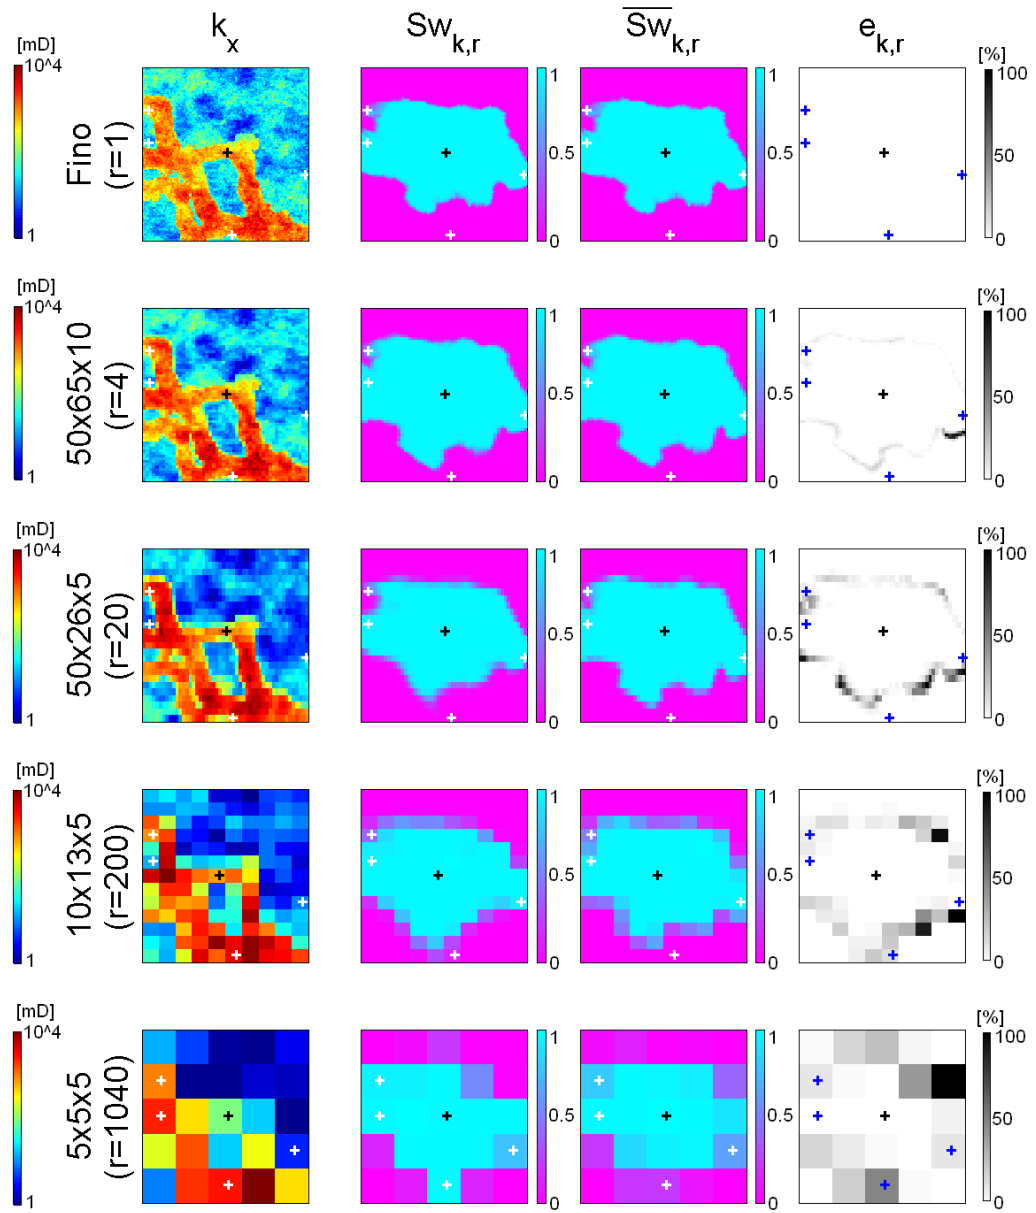 k_x Sw_k,r Sw_k,r e_k,r
[mD] [%]
10^4 1 1 100
Fino (r=1)
0.5 0.5 50
1 0 0 0
[mD] [%]
10^4 1 1 100
50x65x10 (r=4)
0.5 0.5 50
1 0 0 0
[mD] [%]
10^4 1 1 100
50x26x5 (r=20)
0.5 0.5 50
1 0 0 0
[mD] [%]
10^4 1 1 100
10x13x5 (r=200)
0.5 0.5 50
1 0 0 0
[mD] [%]
10^4 1 1 100
5x5x5 (r=1040)
0.5 0.5 50
1 0 0 0